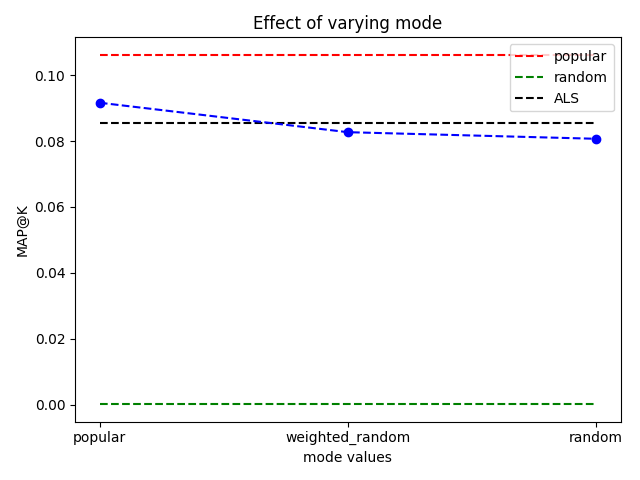 Effect of varying mode
MAP@K
0.10
0.08
0.06
0.04
0.02
0.00
popular
random
ALS
popular
weighted_random
random
mode values